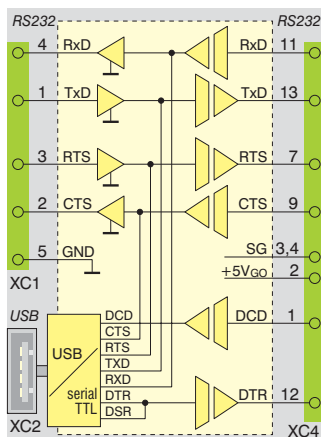 RS232 RS232
4 RxD RxD 11
1 TxD TxD 13
3 RTS RTS 7
2 CTS CTS 9
5 GND
SG 3,4
+5VGO 2
XC1
USB
DCD DCD 1
CTS
USB RTS
TXD
RXD
serial DTR DTR 12
TTL DSR
XC2 XC4